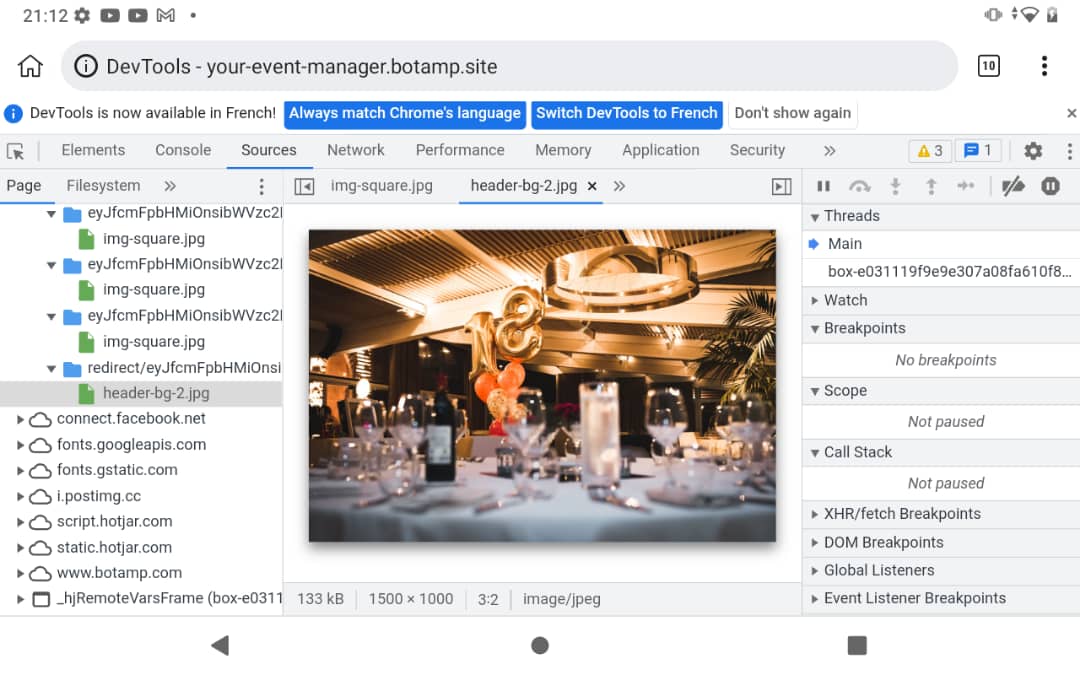 21:12
DevTools - your-event-manager.botamp.site
10
DevTools is now available in French! Always match Chrome's language Switch DevTools to French Don't show again ×
Elements Console Sources Network Performance Memory Application Security » 3 1
Page Filesystem » img-square.jpg header-bg-2.jpg × »
eyJfcmFpbHMiOnsibWVzc2
img-square.jpg
eyJfcmFpbHMiOnsibWVzc2
img-square.jpg
eyJfcmFpbHMiOnsibWVzc2
img-square.jpg
redirect/eyJfcmFpbHMiOnsi
header-bg-2.jpg
connect.facebook.net
fonts.googleapis.com
fonts.gstatic.com
i.postimg.cc
script.hotjar.com
static.hotjar.com
www.botamp.com
_hjRemoteVarsFrame (box-e0311
18
133 kB 1500 × 1000 3:2 image/jpeg
Threads
Main
box-e031119f9e9e307a08fa610f8...
Watch
Breakpoints
No breakpoints
Scope
Not paused
Call Stack
Not paused
XHR/fetch Breakpoints
DOM Breakpoints
Global Listeners
Event Listener Breakpoints